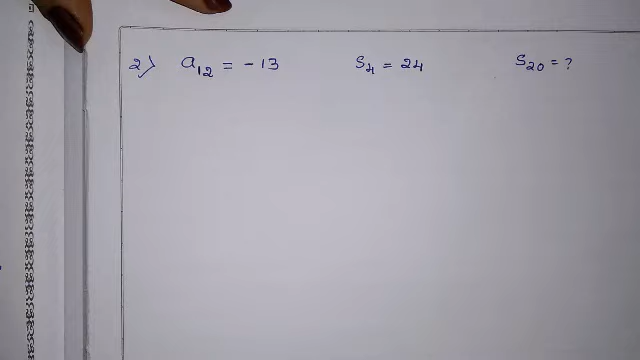 2) a₁₂ = -13 S₄ = 24 S₂₀ = ?